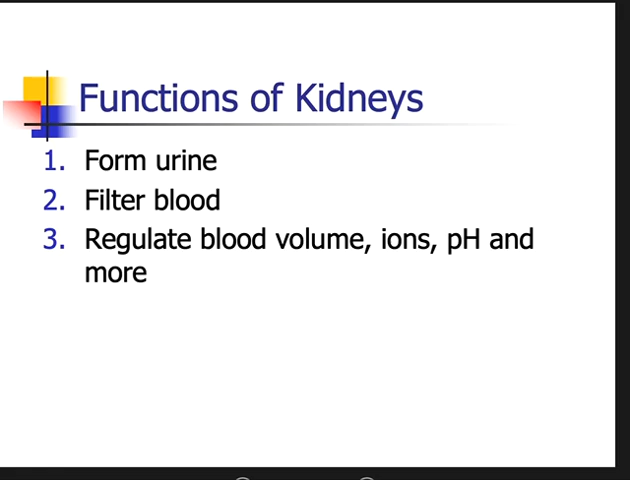 Functions of Kidneys
1. Form urine
2. Filter blood
3. Regulate blood volume, ions, pH and
more